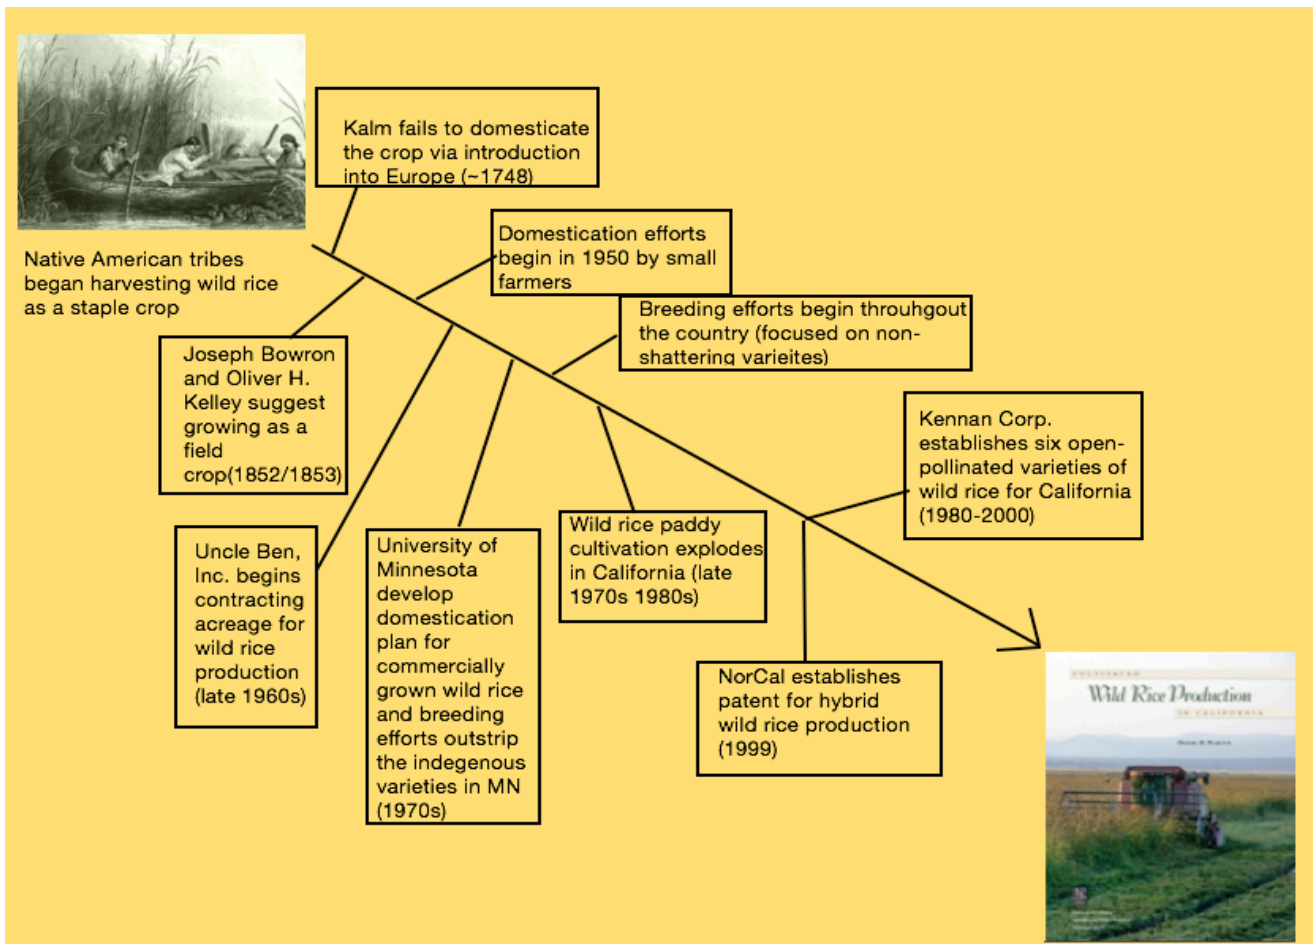 Kalm fails to domesticate
the crop via introduction
into Europe (~1748)
Native American tribes
began harvesting wild rice
as a staple crop
Domestication efforts
begin in 1950 by small
farmers
Breeding efforts begin throuhgout
the country (focused on non-
shattering varieites)
Joseph Bowron
and Oliver H.
Kelley suggest
growing as a
field
crop(1852/1853)
Kennan Corp.
establishes six open-
pollinated varieties of
wild rice for California
(1980-2000)
Uncle Ben,
Inc. begins
contracting
acreage for
wild rice
production
(late 1960s)
University of
Minnesota
develop
domestication
plan for
commercially
grown wild rice
and breeding
efforts outstrip
the indegenous
varieties in MN
(1970s)
Wild rice paddy
cultivation explodes
in California (late
1970s 1980s)
NorCal establishes
patent for hybrid
wild rice production
(1999)
CULTIVATED
Wild Rice Production
IN CALIFORNIA